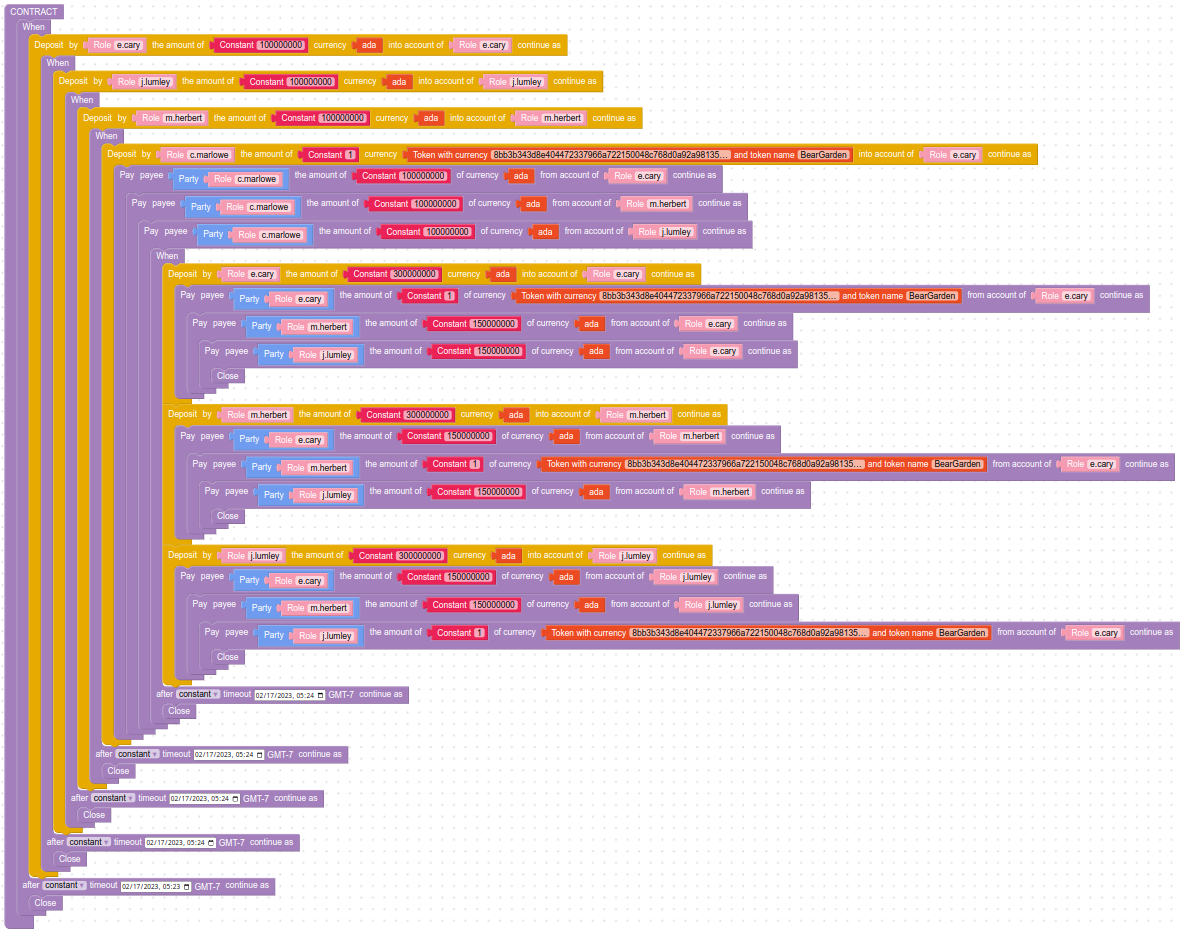 CONTRACT
When
Deposit by Role e.cary the amount of Constant 100000000 currency ada into account of Role e.cary continue as
When
Deposit by Role j.lumley the amount of Constant 100000000 currency ada into account of Role j.lumley continue as
When
Deposit by Role m.herbert the amount of Constant 100000000 currency ada into account of Role m.herbert continue as
When
Deposit by Role c.marlowe the amount of Constant 1 currency Token with currency 8bb3b343d8e404472337966a722150048c768d0a92a98135... and token name BearGarden into account of Role e.cary continue as
Pay payee Party Role c.marlowe the amount of Constant 100000000 of currency ada from account of Role e.cary continue as
Pay payee Party Role c.marlowe the amount of Constant 100000000 of currency ada from account of Role m.herbert continue as
Pay payee Party Role c.marlowe the amount of Constant 100000000 of currency ada from account of Role j.lumley continue as
When
Deposit by Role e.cary the amount of Constant 300000000 currency ada into account of Role e.cary continue as
Pay payee Party Role e.cary the amount of Constant 1 of currency Token with currency 8bb3b343d8e404472337966a722150048c768d0a92a98135... and token name BearGarden from account of Role e.cary continue as
Pay payee Party Role m.herbert the amount of Constant 150000000 of currency ada from account of Role e.cary continue as
Pay payee Party Role j.lumley the amount of Constant 150000000 of currency ada from account of Role e.cary continue as
Close
Deposit by Role m.herbert the amount of Constant 300000000 currency ada into account of Role m.herbert continue as
Pay payee Party Role e.cary the amount of Constant 150000000 of currency ada from account of Role m.herbert continue as
Pay payee Party Role m.herbert the amount of Constant 1 of currency Token with currency 8bb3b343d8e404472337966a722150048c768d0a92a98135... and token name BearGarden from account of Role e.cary continue as
Pay payee Party Role j.lumley the amount of Constant 150000000 of currency ada from account of Role m.herbert continue as
Close
Deposit by Role j.lumley the amount of Constant 300000000 currency ada into account of Role j.lumley continue as
Pay payee Party Role e.cary the amount of Constant 150000000 of currency ada from account of Role j.lumley continue as
Pay payee Party Role m.herbert the amount of Constant 150000000 of currency ada from account of Role j.lumley continue as
Pay payee Party Role j.lumley the amount of Constant 1 of currency Token with currency 8bb3b343d8e404472337966a722150048c768d0a92a98135... and token name BearGarden from account of Role e.cary continue as
Close
after constant timeout 02/17/2023, 05:24 GMT-7 continue as
Close
after constant timeout 02/17/2023, 05:24 GMT-7 continue as
Close
after constant timeout 02/17/2023, 05:24 GMT-7 continue as
Close
after constant timeout 02/17/2023, 05:24 GMT-7 continue as
Close
after constant timeout 02/17/2023, 05:23 GMT-7 continue as
Close